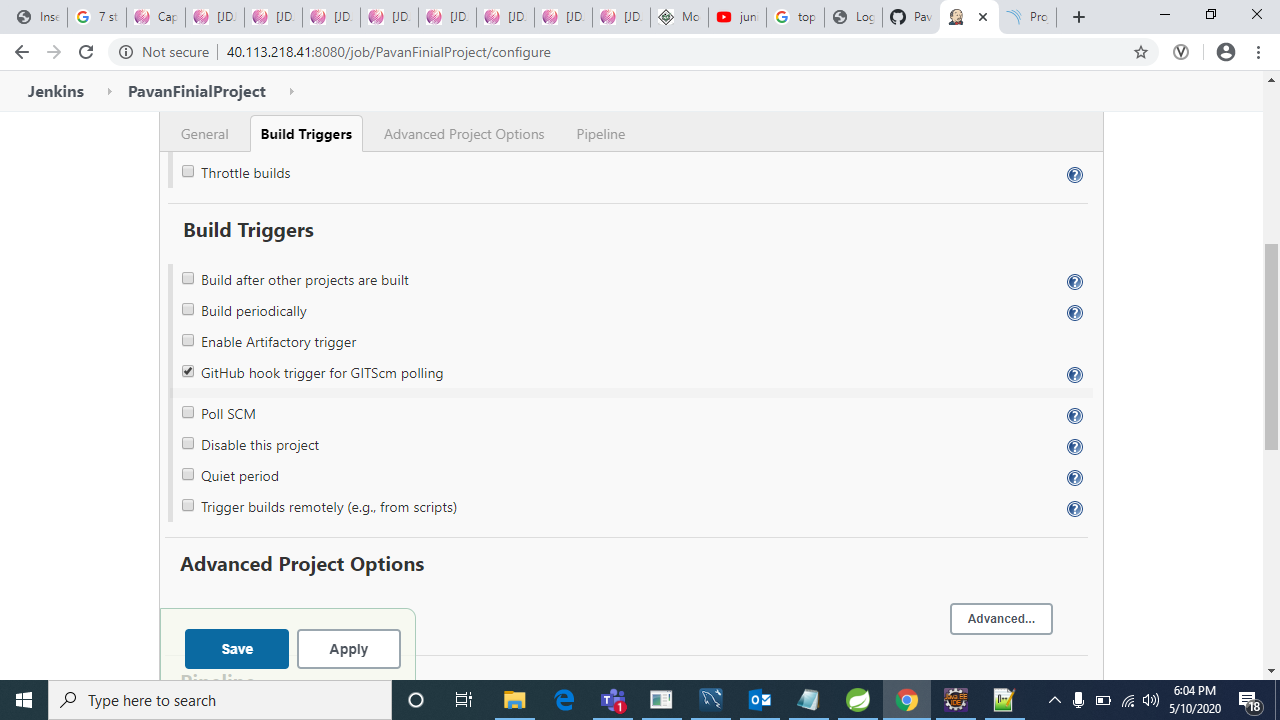 Inse
7 st
Cap
[JD.
[JD.
[JD.
[JD.
[JD.
[JD.
[JD.
[JD.
Mo
jun
top
Log
Pav
Pro
Not secure
40.113.218.41:8080/job/PavanFinialProject/configure
Jenkins
PavanFinialProject
General
Build Triggers
Advanced Project Options
Pipeline
Throttle builds
Build Triggers
Build after other projects are built
Build periodically
Enable Artifactory trigger
GitHub hook trigger for GITScm polling
Poll SCM
Disable this project
Quiet period
Trigger builds remotely (e.g., from scripts)
Advanced Project Options
Advanced...
Save
Apply
Pipeline
Type here to search
6:04 PM
5/10/2020
18
1